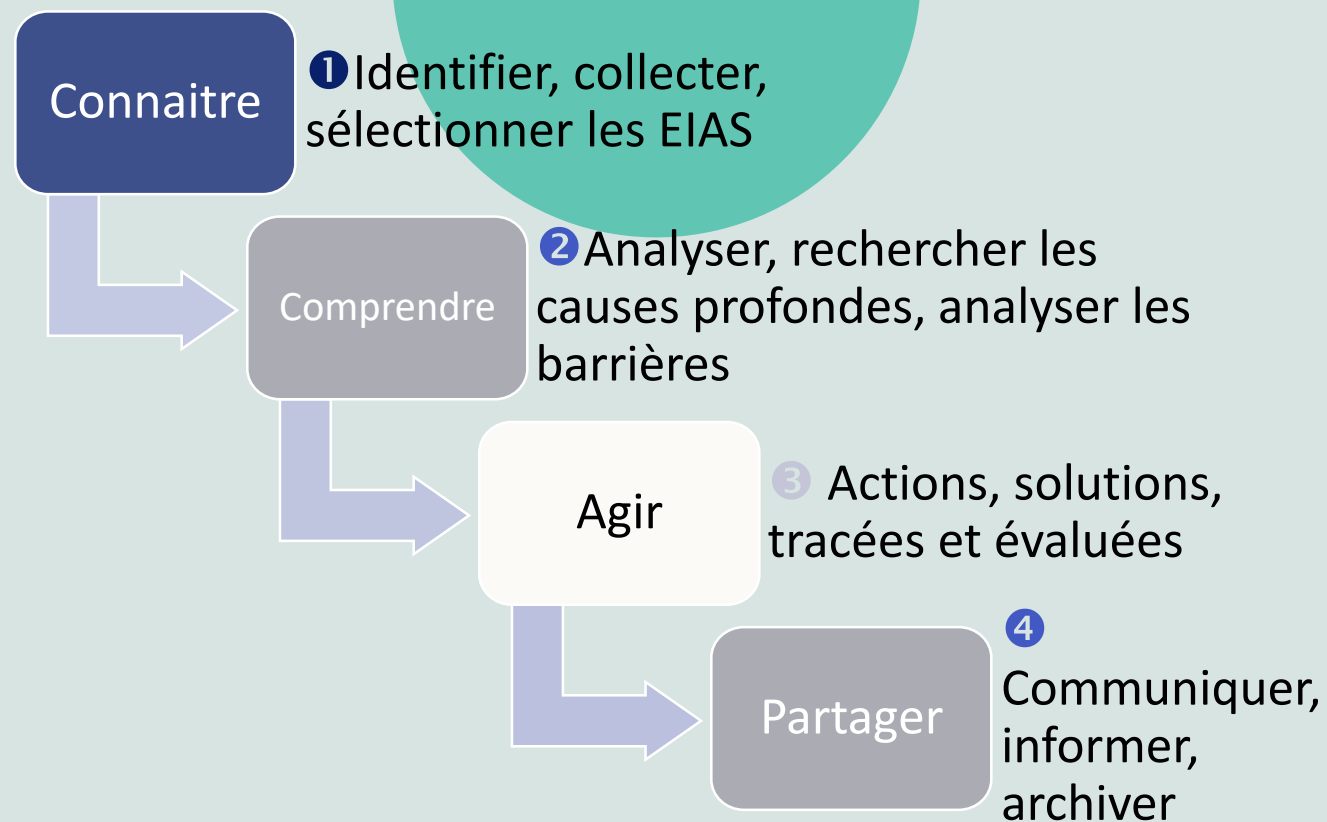 Connaitre
❶Identifier, collecter,
sélectionner les EIAS
Comprendre
❷Analyser, rechercher les
causes profondes, analyser les
barrières
Agir
❸ Actions, solutions,
tracées et évaluées
Partager
❹
Communiquer,
informer,
archiver